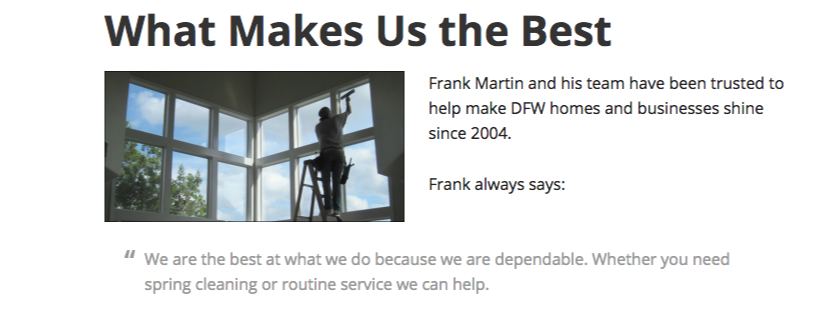 What Makes Us the Best
Frank Martin and his team have been trusted to
help make DFW homes and businesses shine
since 2004.
Frank always says:
“ We are the best at what we do because we are dependable. Whether you need
spring cleaning or routine service we can help.